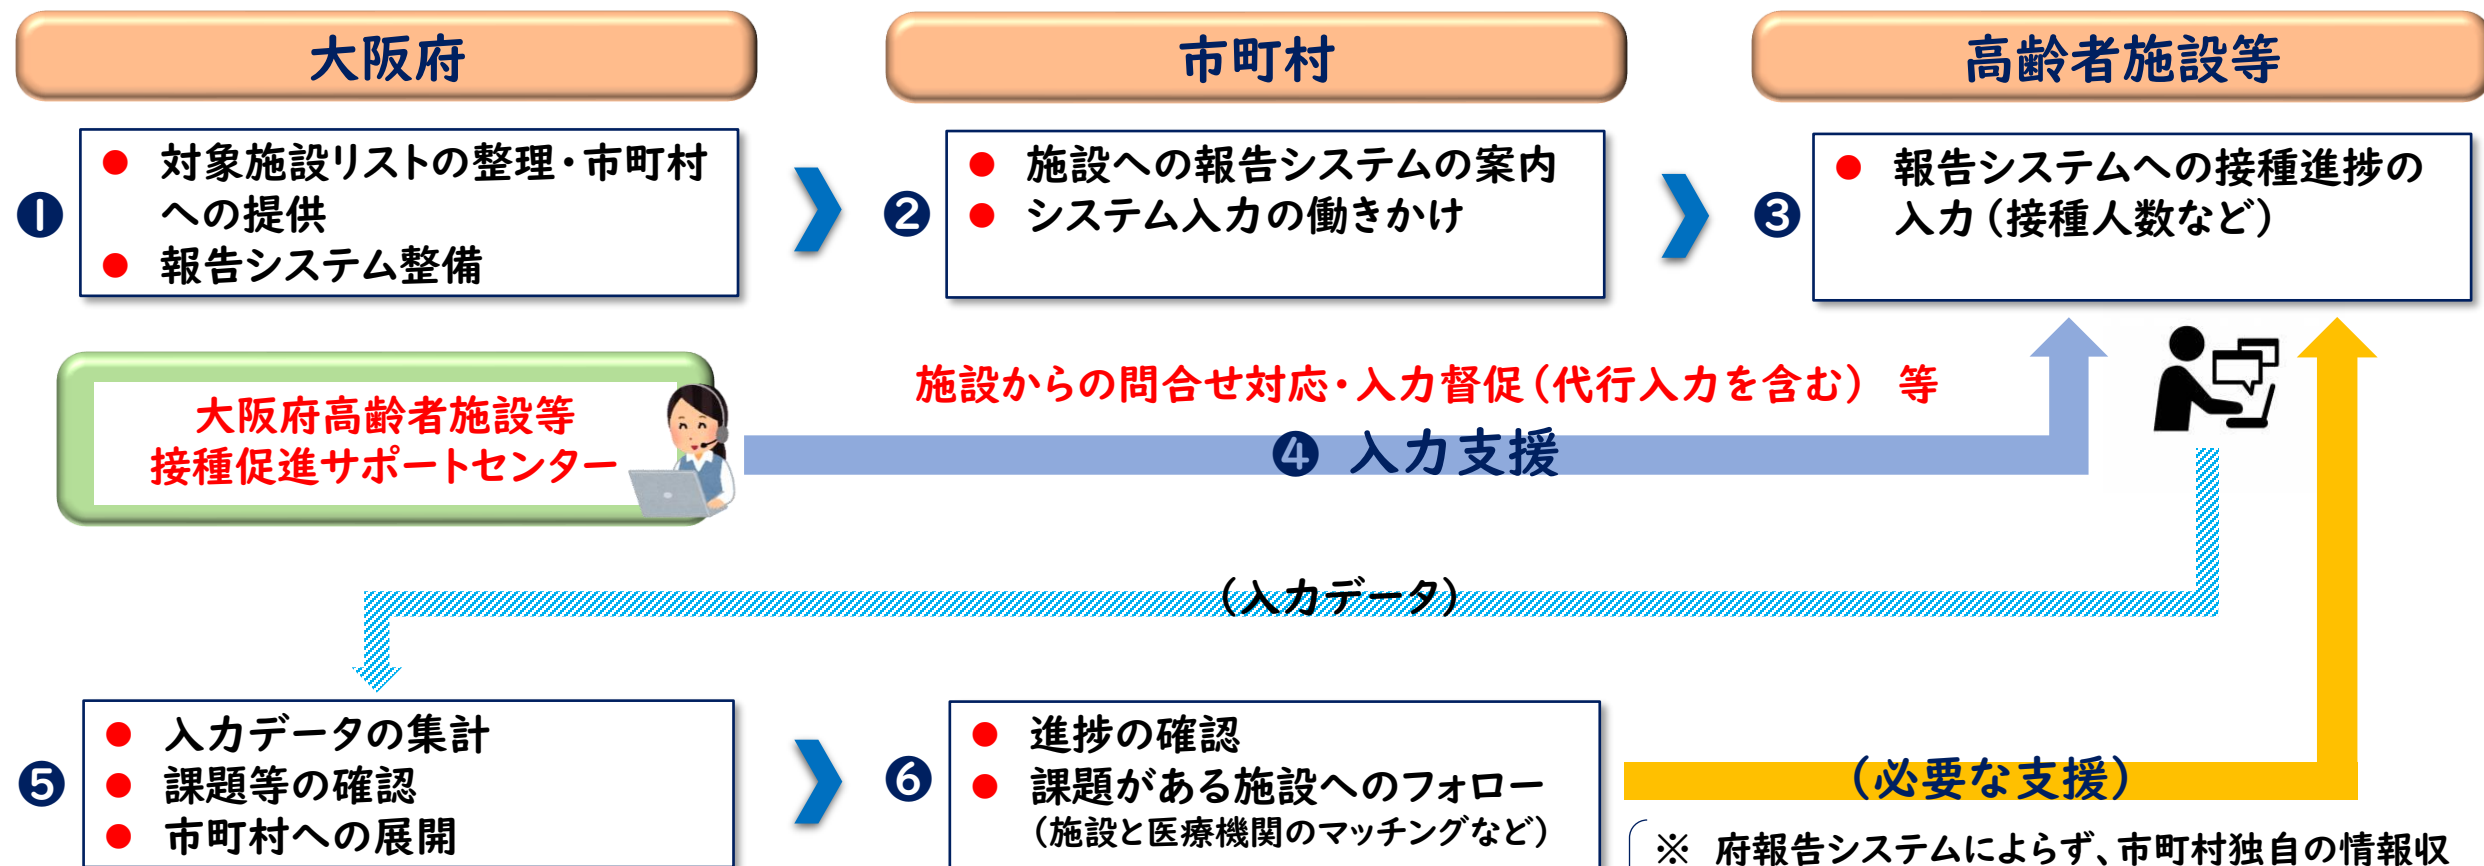 大阪府
市町村
高齢者施設等
❶
● 対象施設リストの整理・市町村
への提供
● 報告システム整備
❷
● 施設への報告システムの案内
● システム入力の働きかけ
❸
● 報告システムへの接種進捗の
入力（接種人数など）
大阪府高齢者施設等
接種促進サポートセンター
施設からの問合せ対応・入力督促（代行入力を含む） 等
❹ 入力支援
（入力データ）
❺
● 入力データの集計
● 課題等の確認
● 市町村への展開
❻
● 進捗の確認
● 課題がある施設へのフォロー
（施設と医療機関のマッチングなど）
（必要な支援）
※ 府報告システムによらず、市町村独自の情報収